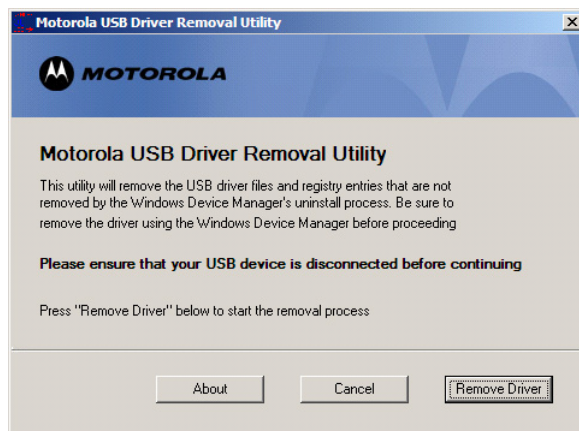 Motorola USB Driver Removal Utility
MOTOROLA
Motorola USB Driver Removal Utility
This utility will remove the USB driver files and registry entries that are not
removed by the Windows Device Manager's uninstall process. Be sure to
remove the driver using the Windows Device Manager before proceeding
Please ensure that your USB device is disconnected before continuing
Press "Remove Driver" below to start the removal process
About
Cancel
Remove Driver